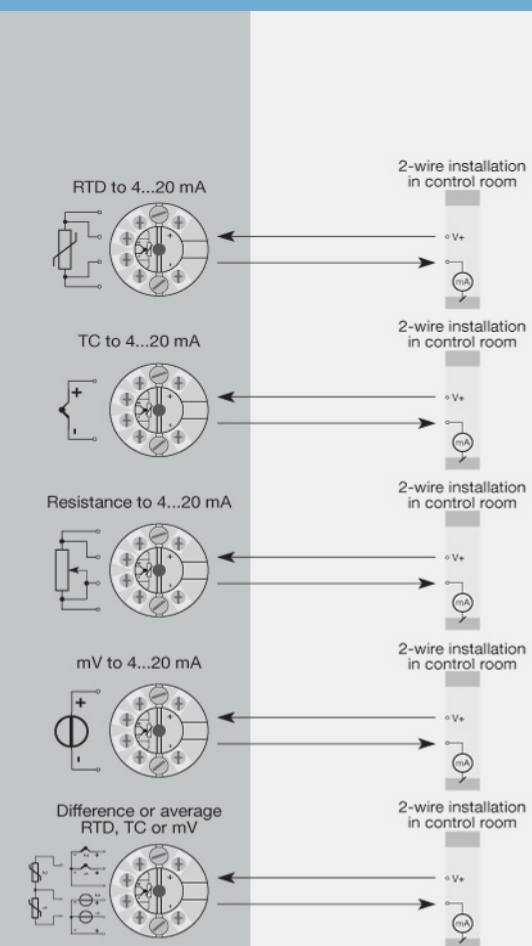 RTD to 4...20 mA
2-wire installation
in control room
+
V+
mA
TC to 4...20 mA
2-wire installation
in control room
+
-
+
V+
mA
Resistance to 4...20 mA
2-wire installation
in control room
+
V+
mA
mV to 4...20 mA
2-wire installation
in control room
+
-
+
V+
mA
Difference or average
RTD, TC or mV
2-wire installation
in control room
+
V+
mA